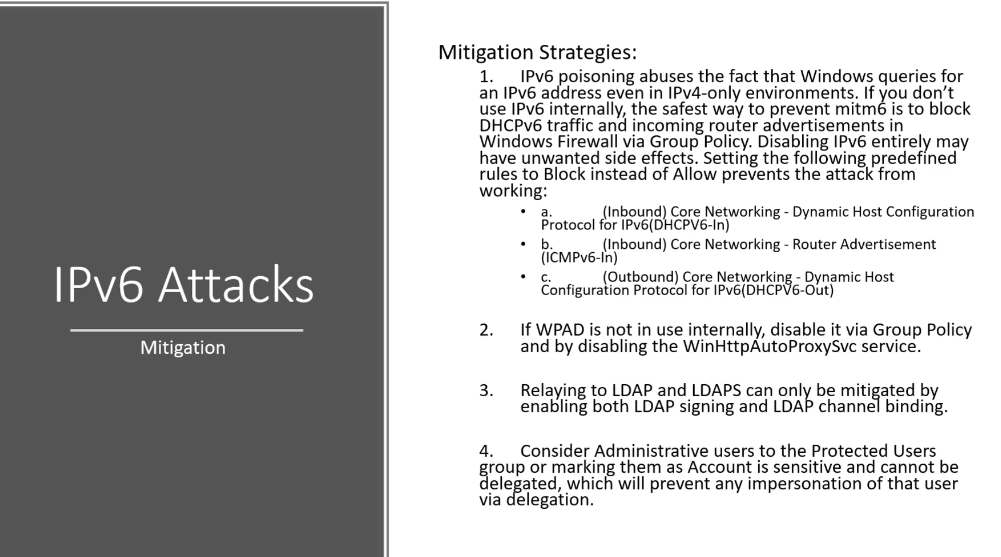 IPv6 Attacks
Mitigation
Mitigation Strategies:
1. IPv6 poisoning abuses the fact that Windows queries for
an IPv6 address even in IPv4-only environments. If you don’t
use IPv6 internally, the safest way to prevent mitm6 is to block
DHCPv6 traffic and incoming router advertisements in
Windows Firewall via Group Policy. Disabling IPv6 entirely may
have unwanted side effects. Setting the following predefined
rules to Block instead of Allow prevents the attack from
working:
• a. (Inbound) Core Networking - Dynamic Host Configuration
Protocol for IPv6(DHCPV6-In)
• b. (Inbound) Core Networking - Router Advertisement
(ICMPv6-In)
• c. (Outbound) Core Networking - Dynamic Host
Configuration Protocol for IPv6(DHCPV6-Out)
2. If WPAD is not in use internally, disable it via Group Policy
and by disabling the WinHttpAutoProxySvc service.
3. Relaying to LDAP and LDAPS can only be mitigated by
enabling both LDAP signing and LDAP channel binding.
4. Consider Administrative users to the Protected Users
group or marking them as Account is sensitive and cannot be
delegated, which will prevent any impersonation of that user
via delegation.